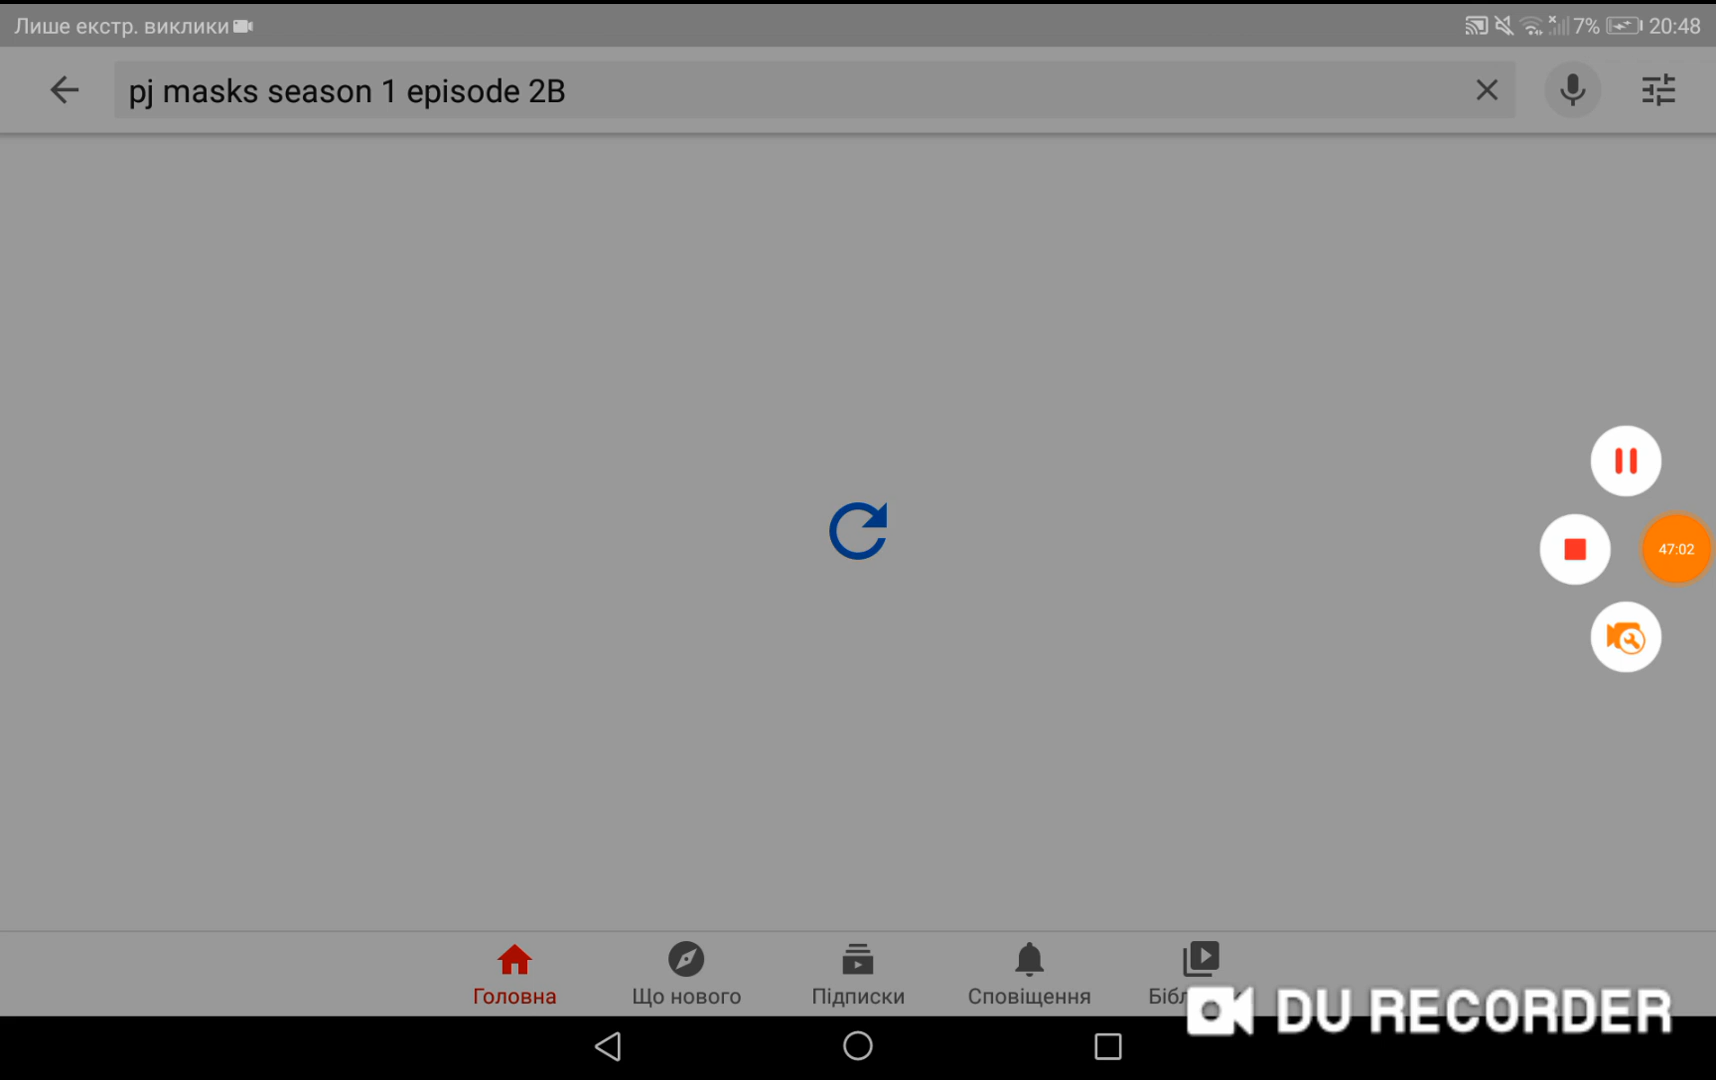 Лише екстр. виклики 7% 20:48
pj masks season 1 episode 2B
47:02
Головна Що нового Підписки Сповіщення
DU RECORDER